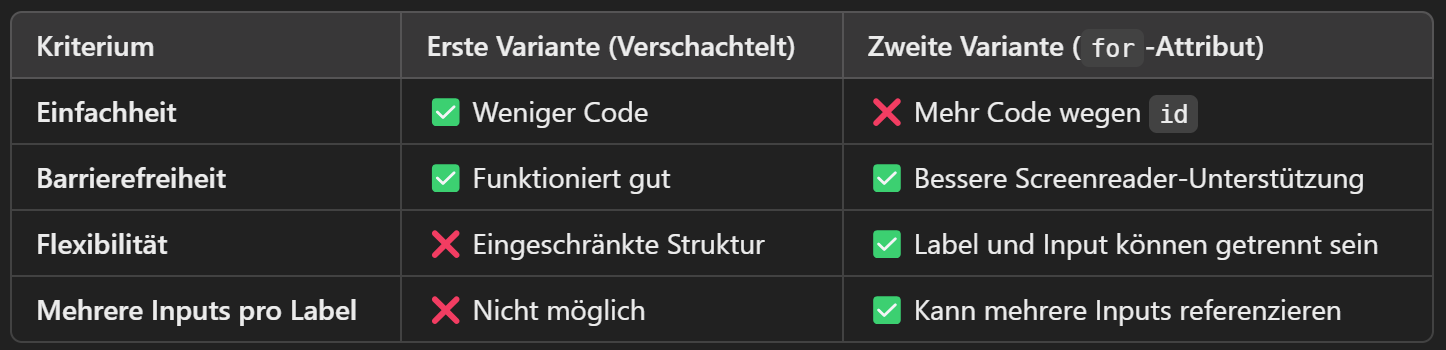 Kriterium Erste Variante (Verschachtelt) Zweite Variante (for-Attribut)
Einfachheit ✅ Weniger Code ❌ Mehr Code wegen id
Barrierefreiheit ✅ Funktioniert gut ✅ Bessere Screenreader-Unterstützung
Flexibilität ❌ Eingeschränkte Struktur ✅ Label und Input können getrennt sein
Mehrere Inputs pro Label ❌ Nicht möglich ✅ Kann mehrere Inputs referenzieren